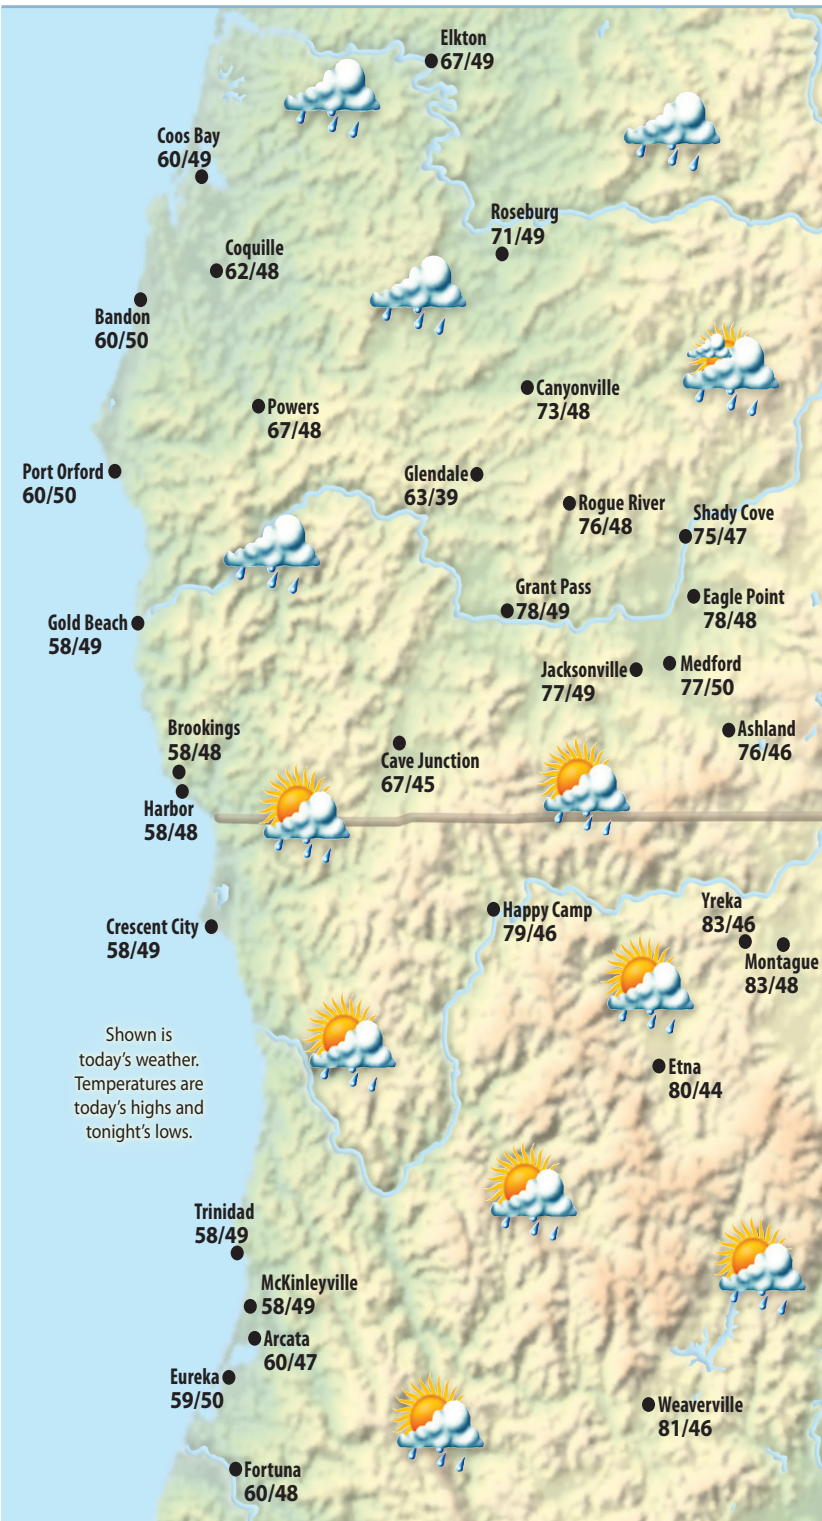 Elkton
67/49
Coos Bay
60/49
Roseburg
71/49
Coquille
62/48
Bandon
60/50
Canyonville
73/48
Powers
67/48
Port Orford
60/50
Glendale
63/39
Rogue River
76/48
Shady Cove
75/47
Grant Pass
78/49
Eagle Point
78/48
Gold Beach
58/49
Jacksonville
77/49
Medford
77/50
Brookings
58/48
Ashland
76/46
Cave Junction
67/45
Harbor
58/48
Happy Camp
79/46
Yreka
83/46
Crescent City
58/49
Montague
83/48
Shown is
today's weather.
Temperatures are
today's highs and
tonight's lows.
Etna
80/44
Trinidad
58/49
McKinleyville
58/49
Arcata
60/47
Eureka
59/50
Weaverville
81/46
Fortuna
60/48